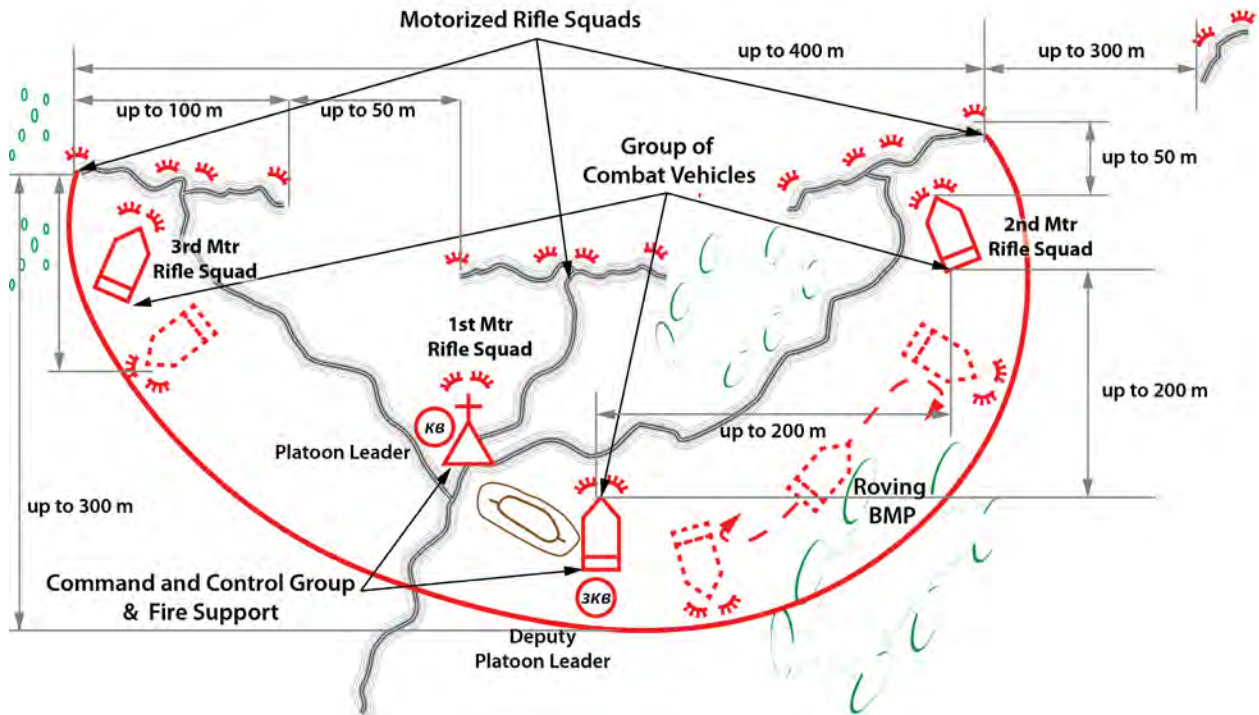 Motorized Rifle Squads
up to 400 m
up to 300 m
up to 100 m
up to 50 m
Group of
Combat Vehicles
up to 50 m
3rd Mtr
Rifle Squad
2nd Mtr
Rifle Squad
1st Mtr
Rifle Squad
КВ
Platoon Leader
up to 200 m
up to 200 m
Roving
BMP
up to 300 m
Command and Control Group
& Fire Support
ЗКВ
Deputy
Platoon Leader